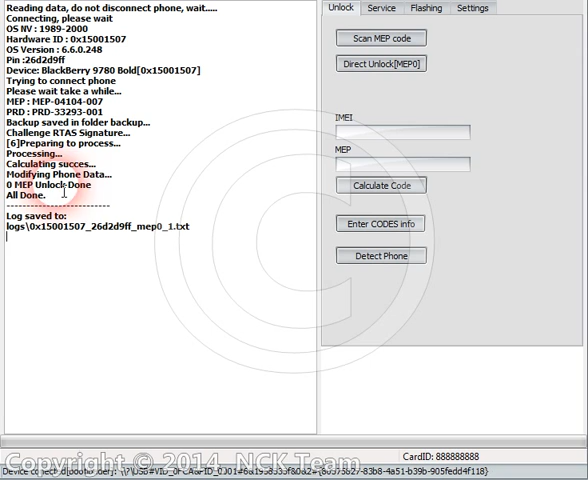 Reading data, do not disconnect phone, wait.....
Connecting, please wait
OS NV : 1989-2000
Hardware ID : 0x15001507
OS Version : 6.6.0.248
Pin :26d2d9ff
Device: BlackBerry 9780 Bold[0x15001507]
Trying to connect phone
Please wait take a while...
MEP : MEP-04104-007
PRD : PRD-33293-001
Backup saved in folder backup...
Challenge RTAS Signature...
[6]Preparing to process...
Processing...
Calculating succes...
Modifying Phone Data...
0 MEP Unlock Done
All Done.
-------------------------
Log saved to:
logs\0x15001507_26d2d9ff_mep0_1.txt
Unlock Service Flashing Settings
Scan MEP code
Direct Unlock[MEP0]
IMEI
MEP
Calculate Code
Enter CODES info
Detect Phone
CardID: 888888888
Copyright © 2014, NCK Team